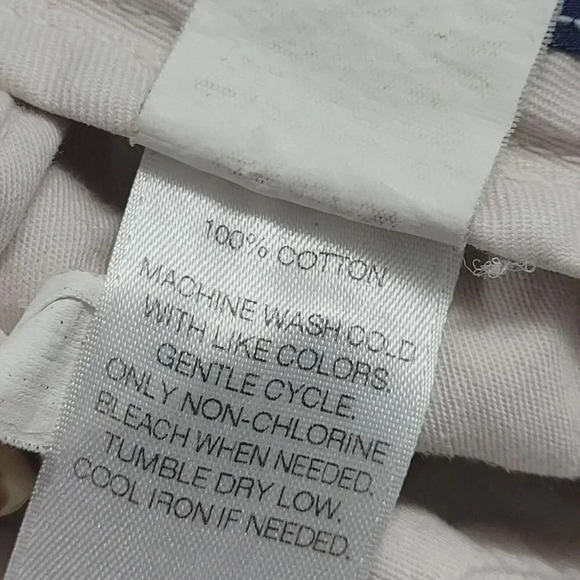 100% COTTON
MACHINE WASH COLD
WITH LIKE COLORS.
GENTLE CYCLE.
ONLY NON-CHLORINE
BLEACH WHEN NEEDED.
TUMBLE DRY LOW.
COOL IRON IF NEEDED.